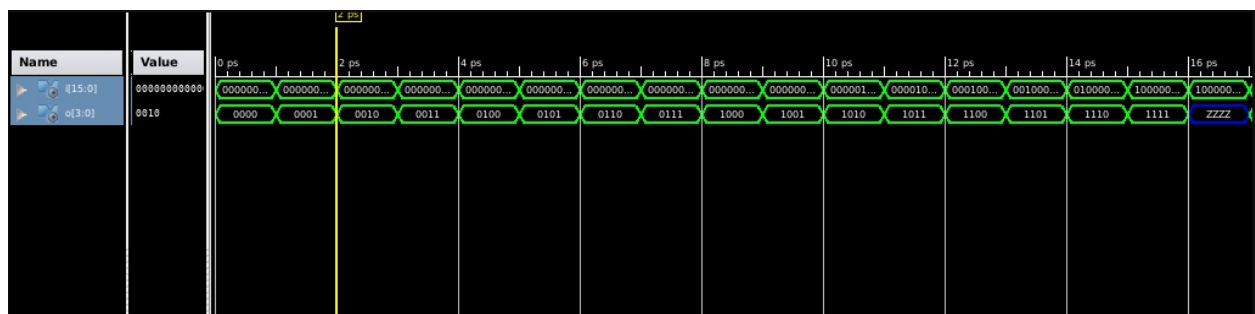 2 ps
Name Value 0 ps 2 ps 4 ps 6 ps 8 ps 10 ps 12 ps 14 ps 16 ps
i[15:0] 00000000000 000000... 000000... 000000... 000000... 000000... 000000... 000000... 000000... 000000... 000000... 000001... 000010... 000100... 001000... 010000... 100000... 100000...
o[3:0] 0010 0000 0001 0010 0011 0100 0101 0110 0111 1000 1001 1010 1011 1100 1101 1110 1111 ZZZZ